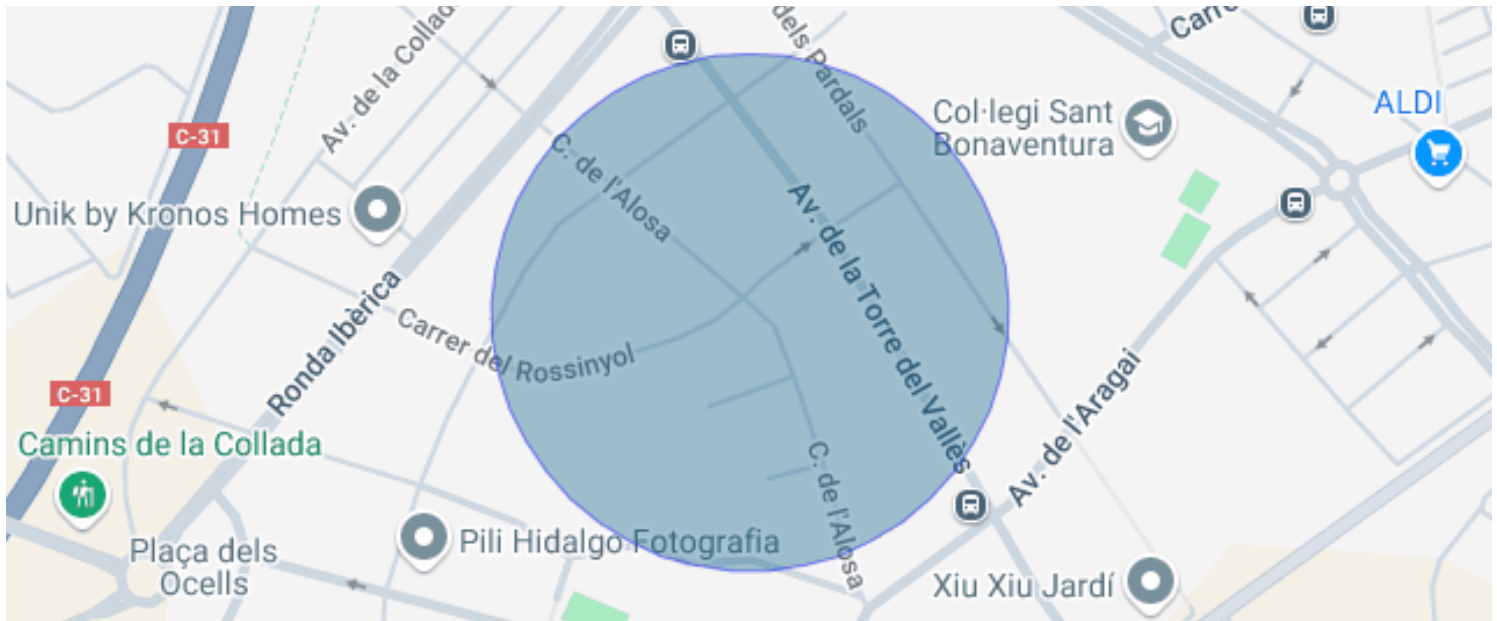 Av. de la Collad
dels Pardals
Carre
C-31
C. de l'Alosa
Col·legi Sant
Bonaventura
ALDI
Unik by Kronos Homes
Av. de la Torre del Vallès
Ronda Ibèrica
Carrer del Rossinyol
C-31
Camins de la Collada
Av. de l'Aragai
C. de l'Alosa
Plaça dels
Ocells
Pili Hidalgo Fotografia
Xiu Xiu Jardí